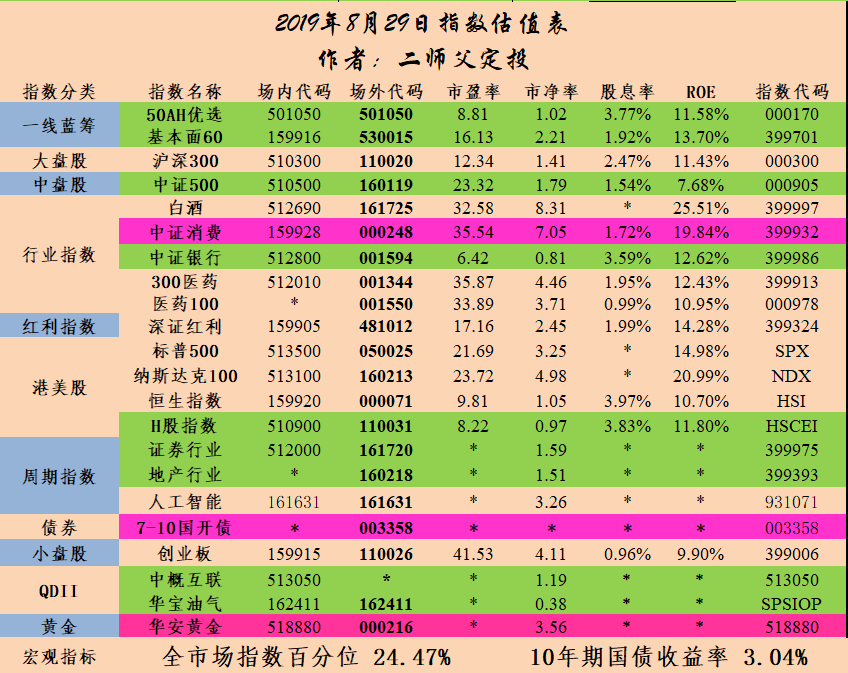 2019年8月29日指数估值表
作者：二师父定投
指数分类 指数名称 场内代码 场外代码 市盈率 市净率 股息率 ROE 指数代码
一线蓝筹 50AH优选 501050 501050 8.81 1.02 3.77% 11.58% 000170
基本面60 159916 530015 16.13 2.21 1.92% 13.70% 399701
大盘股 沪深300 510300 110020 12.34 1.41 2.47% 11.43% 000300
中盘股 中证500 510500 160119 23.32 1.79 1.54% 7.68% 000905
行业指数 白酒 512690 161725 32.58 8.31 * 25.51% 399997
中证消费 159928 000248 35.54 7.05 1.72% 19.84% 399932
中证银行 512800 001594 6.42 0.81 3.59% 12.62% 399986
300医药 512010 001344 35.87 4.46 1.95% 12.43% 399913
医药100 * 001550 33.89 3.71 0.99% 10.95% 000978
红利指数 深证红利 159905 481012 17.16 2.45 1.99% 14.28% 399324
港美股 标普500 513500 050025 21.69 3.25 * 14.98% SPX
纳斯达克100 513100 160213 23.72 4.98 * 20.99% NDX
恒生指数 159920 000071 9.81 1.05 3.97% 10.70% HSI
H股指数 510900 110031 8.22 0.97 3.83% 11.80% HSCEI
周期指数 证券行业 512000 161720 * 1.59 * * 399975
地产行业 * 160218 * 1.51 * * 399393
人工智能 161631 161631 * 3.26 * * 931071
债券 7-10国开债 * 003358 * * * * 003358
小盘股 创业板 159915 110026 41.53 4.11 0.96% 9.90% 399006
QDII 中概互联 513050 * * 1.19 * * 513050
华宝油气 162411 162411 * 0.38 * * SPSIOP
黄金 华安黄金 518880 000216 * 3.56 * * 518880
宏观指标 全市场指数百分位 24.47% 10年期国债收益率 3.04%